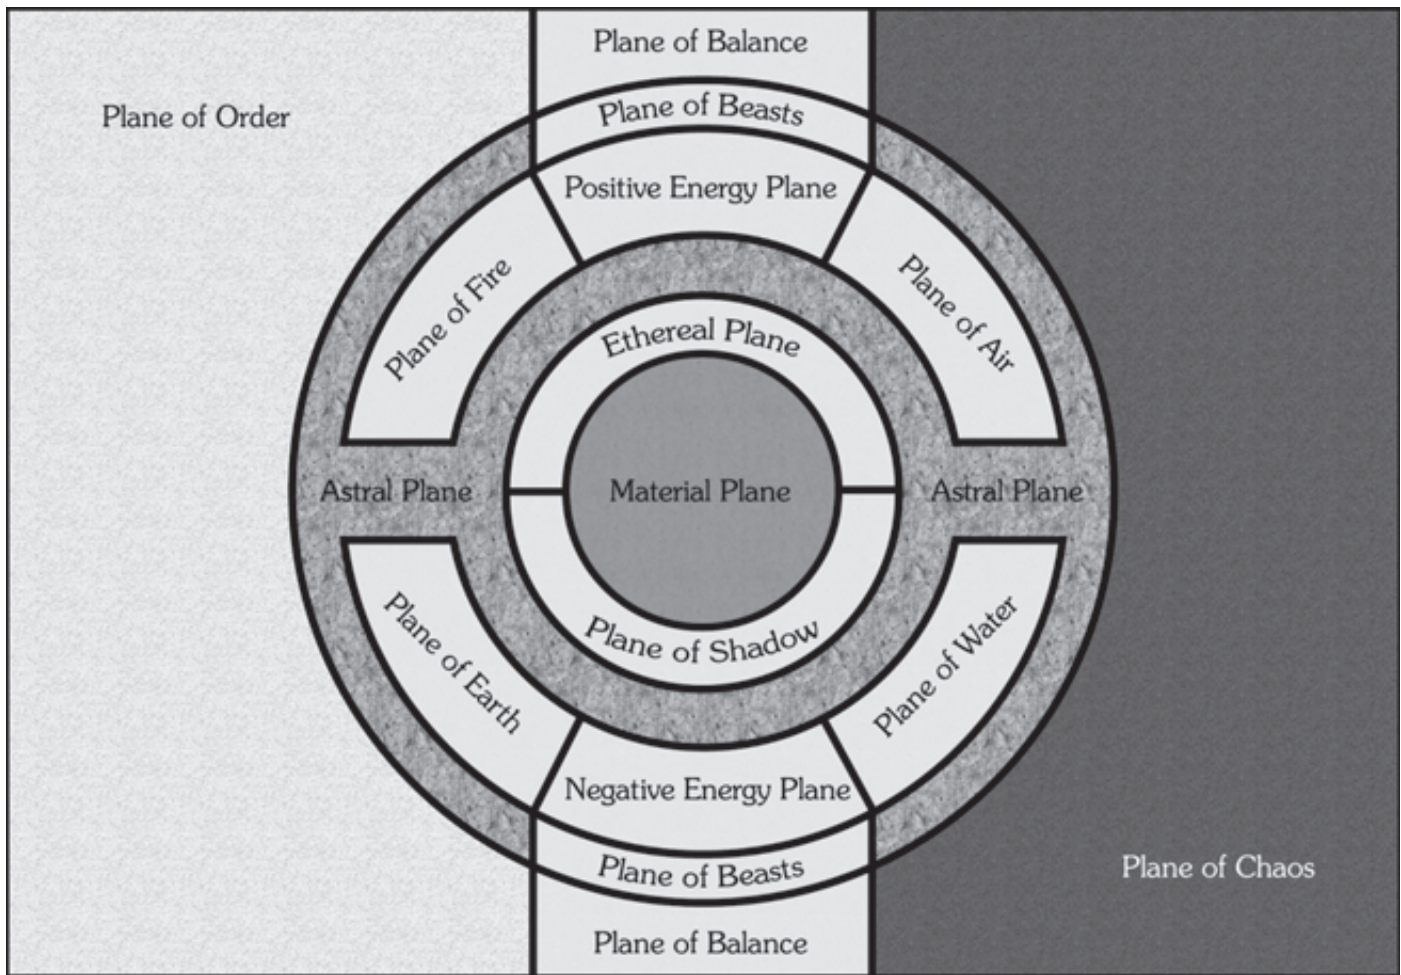 Plane of Balance
Plane of Order
Plane of Beasts
Positive Energy Plane
Plane of Fire
Plane of Air
Ethereal Plane
Astral Plane
Material Plane
Astral Plane
Plane of Shadow
Plane of Earth
Plane of Water
Negative Energy Plane
Plane of Beasts
Plane of Chaos
Plane of Balance